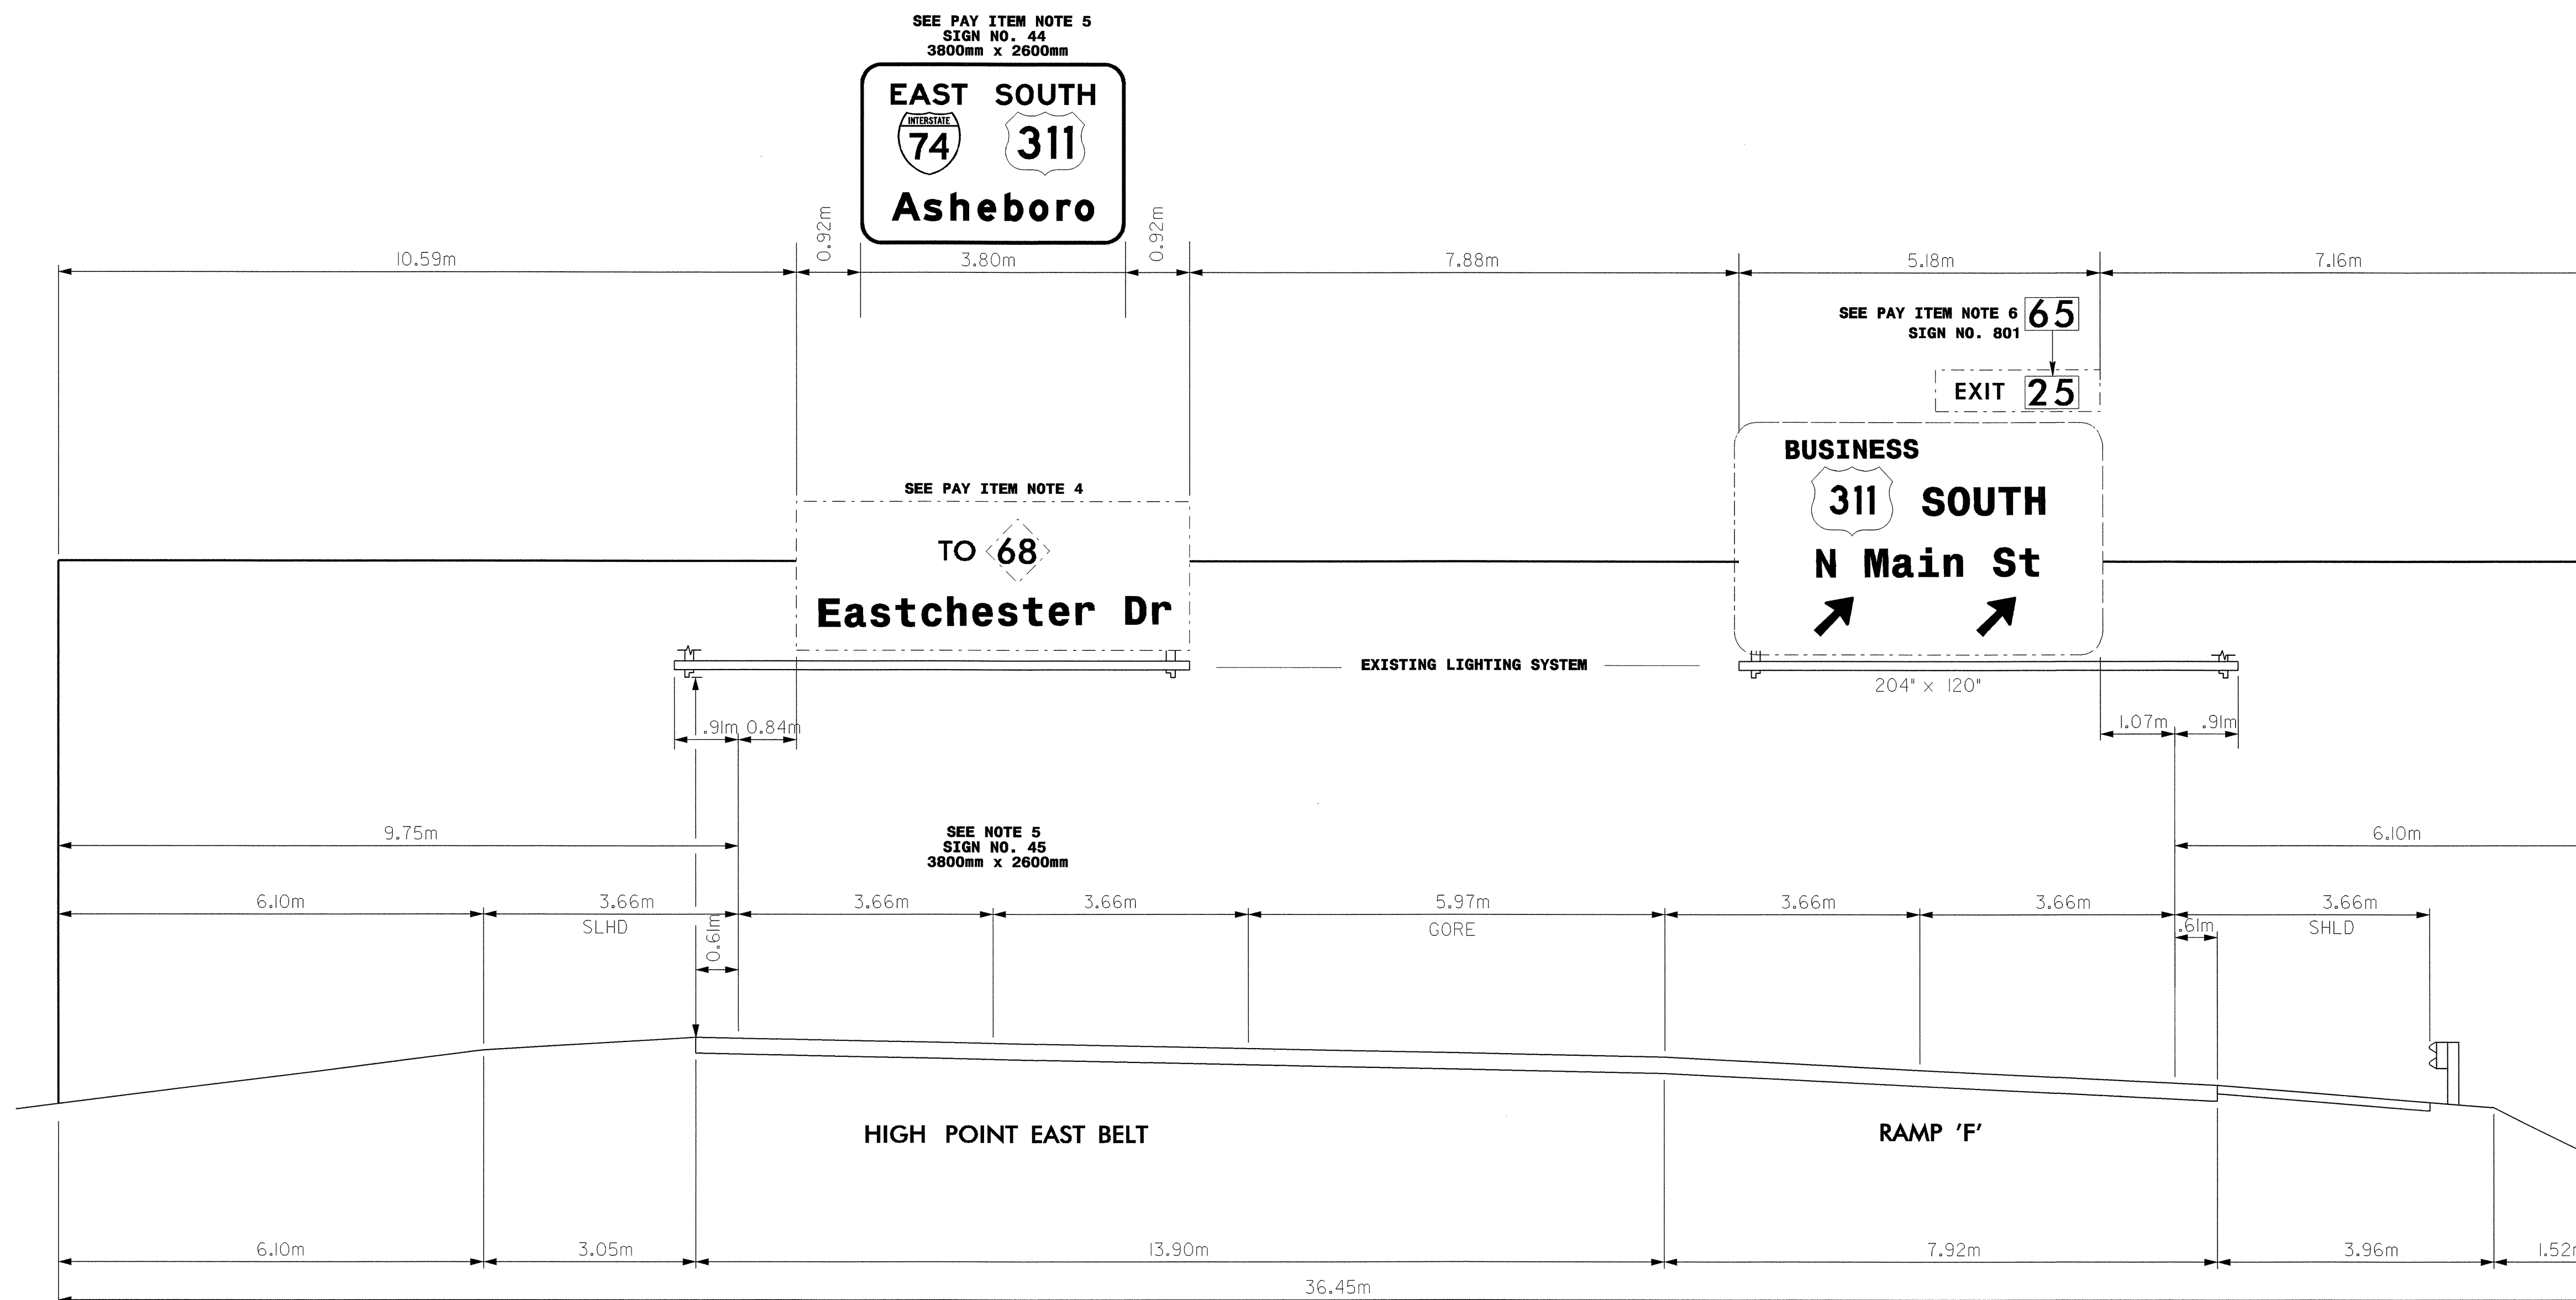 SEE PAY ITEM NOTE 5
SIGN NO. 44
3800mm x 2600mm
EAST SOUTH
INTERSTATE
74 311
Asheboro
10.59m 0.92m 3.80m 0.92m 7.88m 5.18m 7.16m
SEE PAY ITEM NOTE 6 65
SIGN NO. 801
EXIT 25
SEE PAY ITEM NOTE 4
TO 68
Eastchester Dr
BUSINESS
311 SOUTH
N Main St
EXISTING LIGHTING SYSTEM
204" x 120"
.91m 0.84m
1.07m .91m
9.75m
SEE NOTE 5
SIGN NO. 45
3800mm x 2600mm
6.10m
6.10m 3.66m 3.66m 3.66m 5.97m 3.66m 3.66m 3.66m
SLHD GORE SHLD
0.61m .61m
HIGH POINT EAST BELT
RAMP 'F'
6.10m 3.05m 13.90m 7.92m 3.96m 1.52m
36.45m